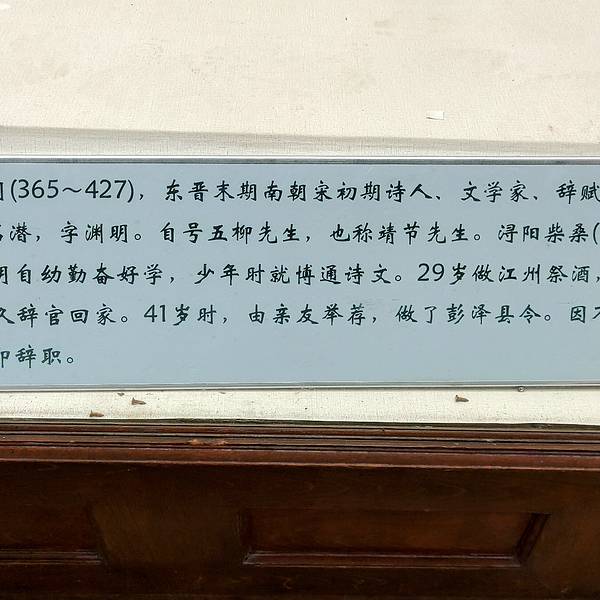 (365～427)，东晋末期南朝宋初期诗人、文学家、辞赋
潜，字渊明。自号五柳先生，也称靖节先生。浔阳柴桑(
明自幼勤奋好学，少年时就博通诗文。29岁做江州祭酒，
久辞官回家。41岁时，由亲友举荐，做了彭泽县令。因不
即辞职。